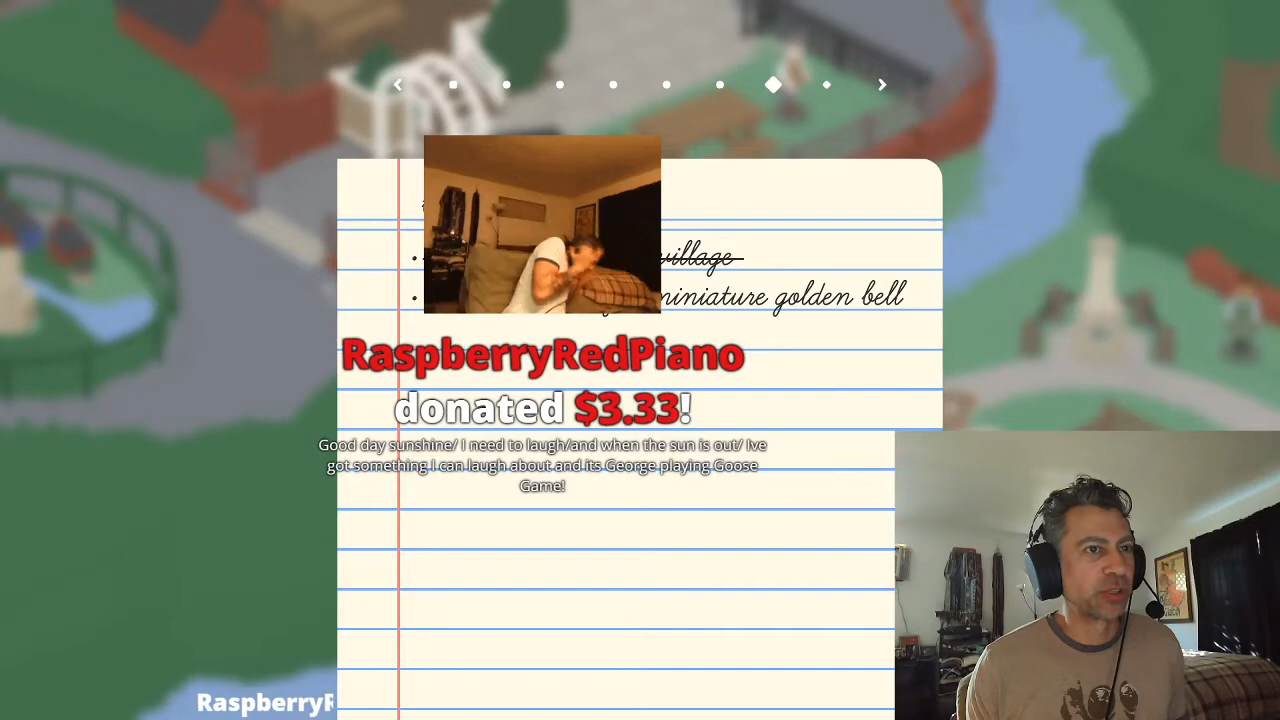 village
miniature golden bell
RaspberryRedPiano
donated $3.33!
Good day sunshine/ I need to laugh/and when the sun is out/ Ive
got something I can laugh about and its George playing Goose
Game!